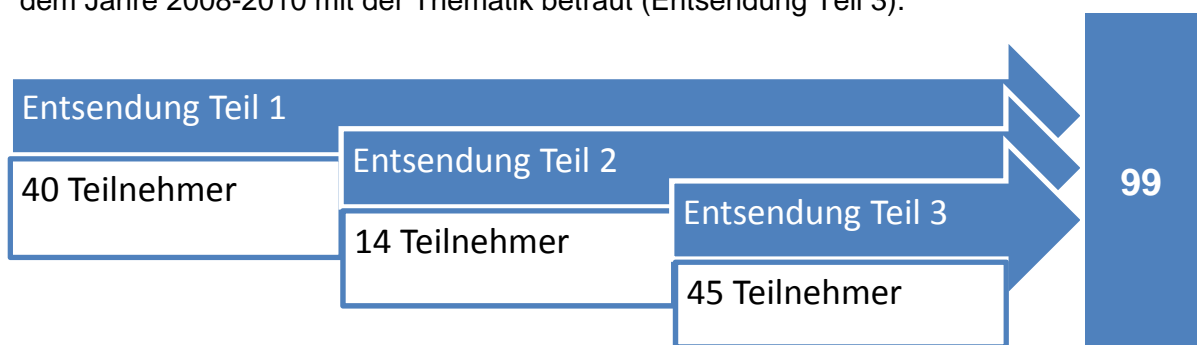 dem Jahre 2008-2010 mit der Thematik betraut (Entsendung Teil 3).
Entsendung Teil 1
40 Teilnehmer
Entsendung Teil 2
14 Teilnehmer
Entsendung Teil 3
45 Teilnehmer
99